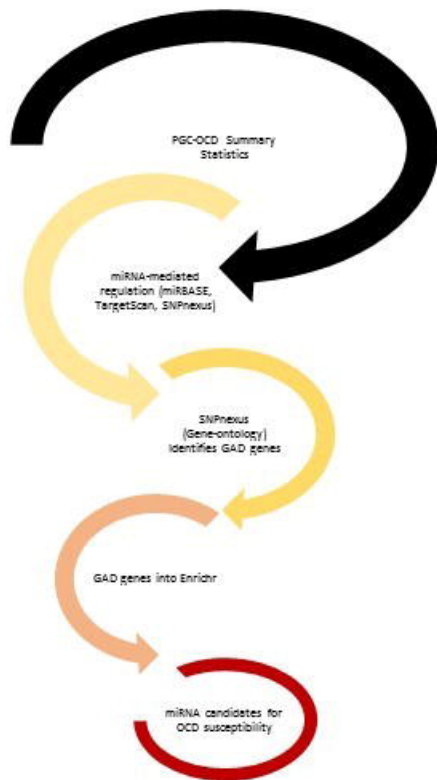 PGC-OCD Summary
Statistics
miRNA-mediated
regulation (miRBASE,
TargetScan, SNPnexus)
SNPnexus
(Gene-ontology)
Identifies GAD genes
GAD genes into Enrichr
miRNA candidates for
OCD susceptibility